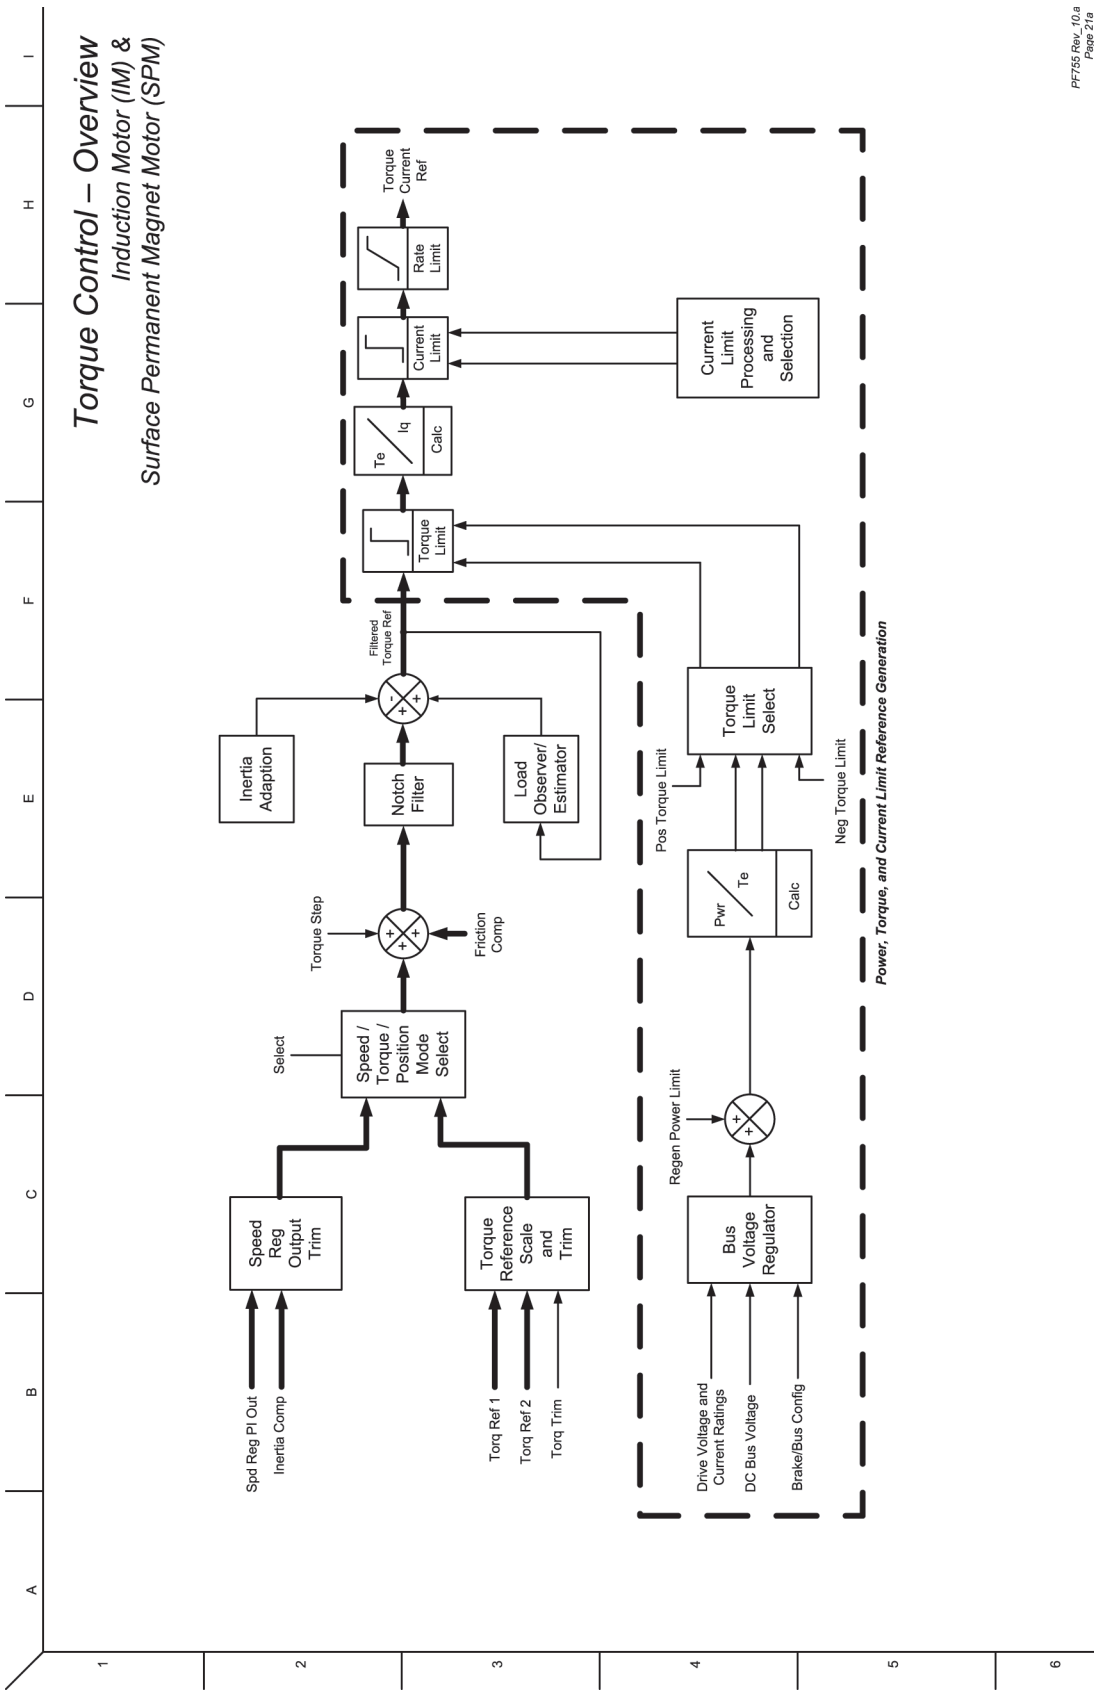 A
B
C
D
E
F
G
H
I
1
2
3
4
5
6
Torque Control – Overview
Induction Motor (IM) &
Surface Permanent Magnet Motor (SPM)
Spd Reg PI Out
Inertia Comp
Speed
Reg
Output
Trim
Torq Ref 1
Torq Ref 2
Torq Trim
Torque
Reference
Scale
and
Trim
Select
Speed /
Torque /
Position
Mode
Select
Torque Step
+
+
+
Friction
Comp
Notch
Filter
Inertia
Adaption
Load
Observer/
Estimator
-
+
+
Filtered
Torque Ref
Torque
Limit
Te
Iq
Calc
Current
Limit
Rate
Limit
Torque
Current
Ref
Current
Limit
Processing
and
Selection
Drive Voltage and
Current Ratings
DC Bus Voltage
Brake/Bus Config
Bus
Voltage
Regulator
Regen Power Limit
+
+
Pwr
Te
Calc
Pos Torque Limit
Neg Torque Limit
Torque
Limit
Select
Power, Torque, and Current Limit Reference Generation
PF755 Rev_10.a
Page 21a